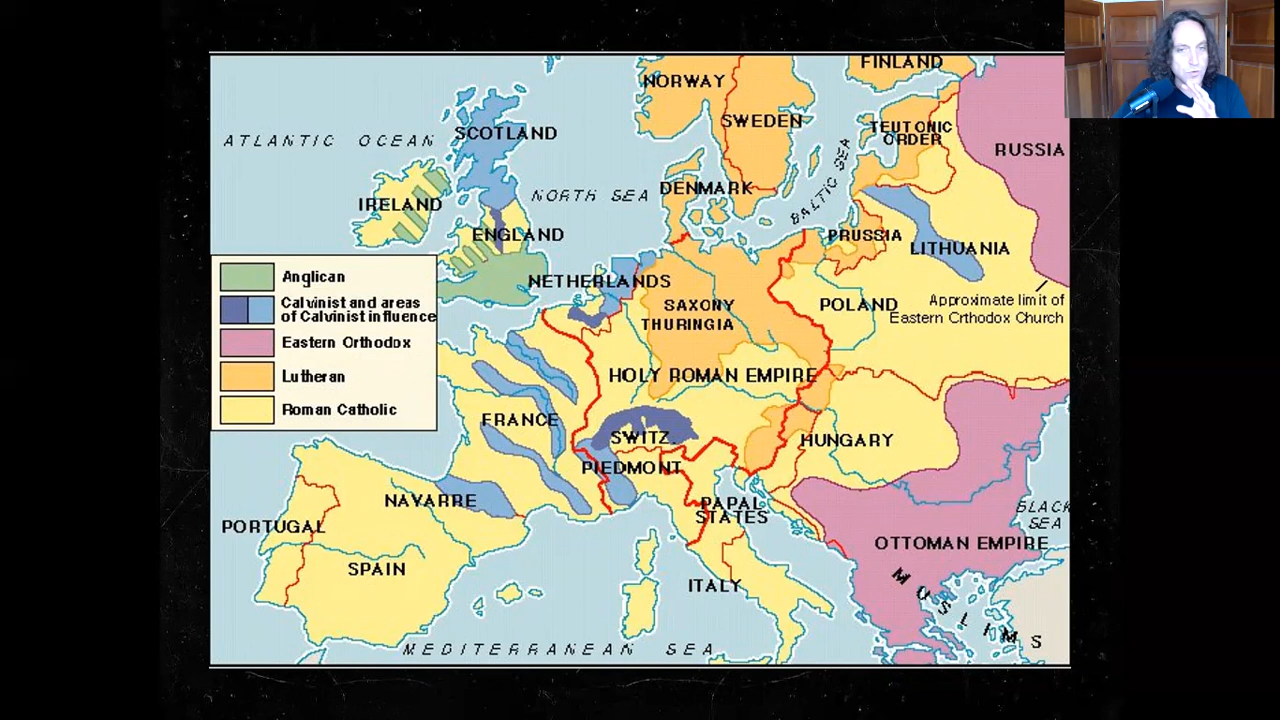 NORWAY
FINLAND
SWEDEN
ATLANTIC OCEAN
SCOTLAND
TEUTONIC
ORDER
RUSSIA
BALTIC SEA
NORTH SEA
DENMARK
IRELAND
ENGLAND
PRUSSIA
LITHUANIA
Anglican
Calvinist and areas
of Calvinist influence
Eastern Orthodox
Lutheran
Roman Catholic
NETHERLANDS
SAXONY
THURINGIA
POLAND
Approximate limit of
Eastern Orthodox Church
HOLY ROMAN EMPIRE
FRANCE
SWITZ.
HUNGARY
PIEDMONT
NAVARRE
PAPAL
STATES
BLACK
SEA
PORTUGAL
OTTOMAN EMPIRE
SPAIN
ITALY
MUSLIMS
MEDITERRANEAN SEA